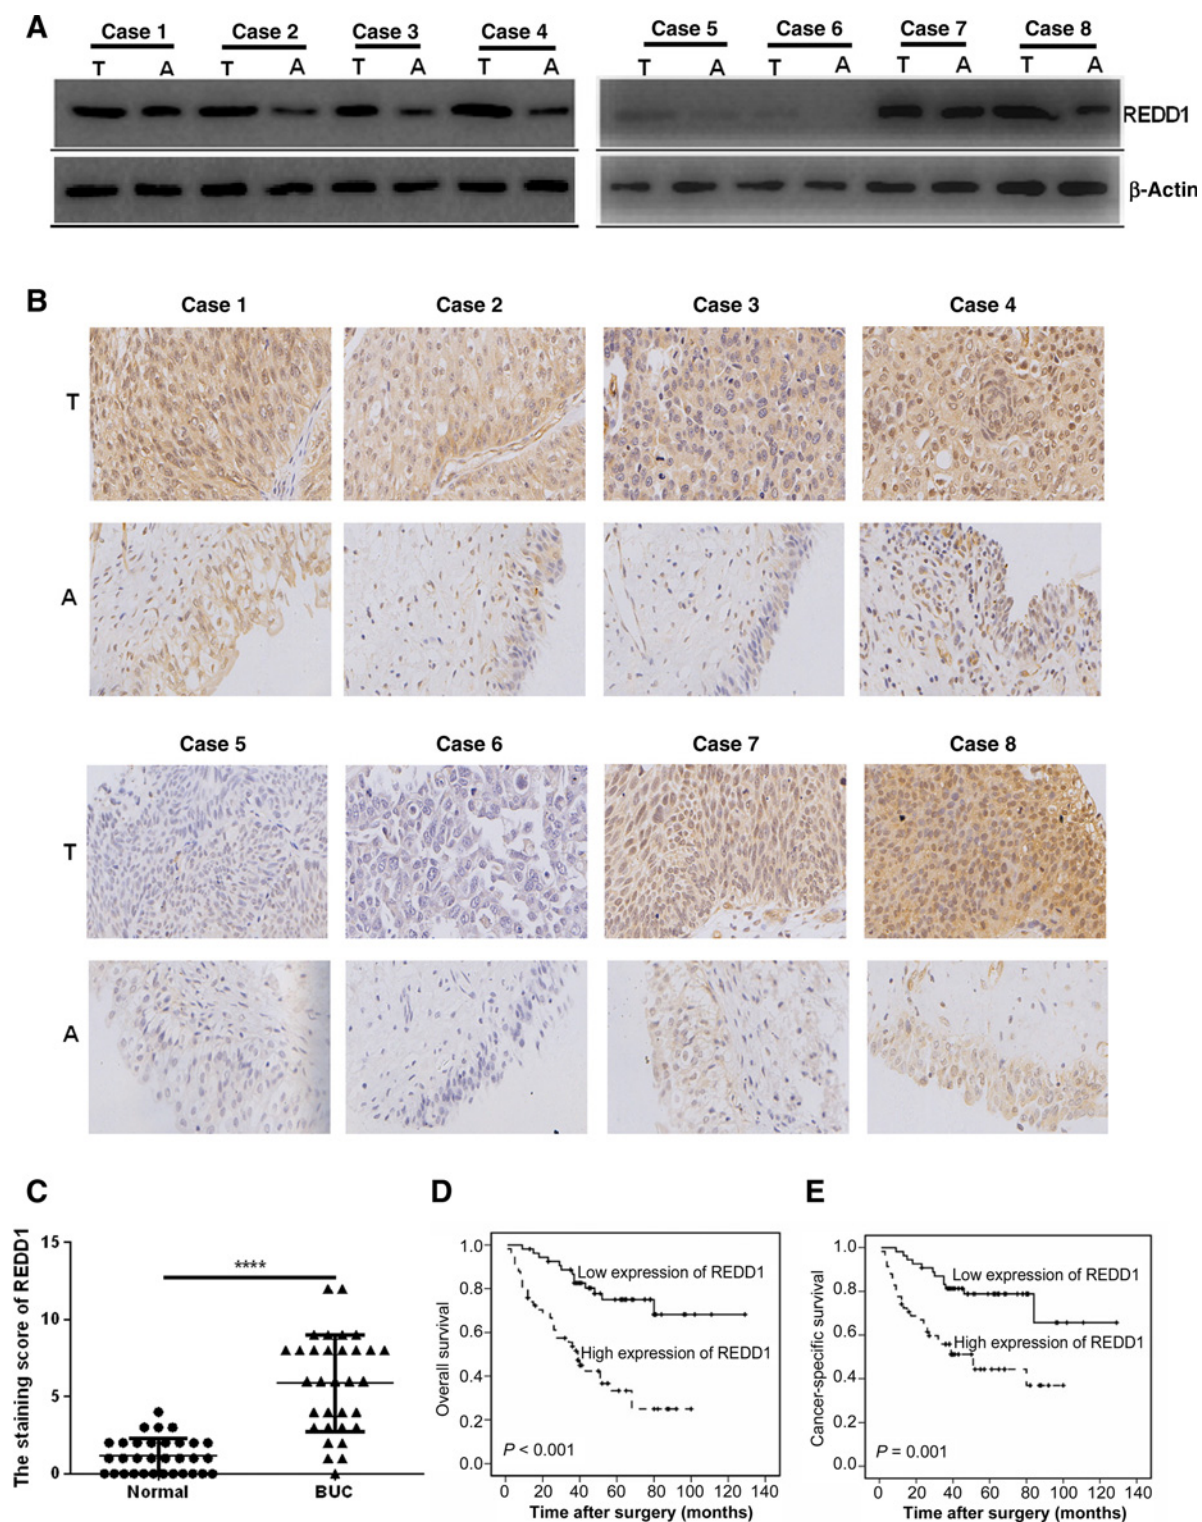 A
Case 1 Case 2 Case 3 Case 4 Case 5 Case 6 Case 7 Case 8
T A T A T A T A T A T A T A T A
REDD1
β-Actin
B
Case 1 Case 2 Case 3 Case 4
T
A
Case 5 Case 6 Case 7 Case 8
T
A
C
The staining score of REDD1
15
10
5
0
****
Normal BUC
D
Overall survival
1.0
0.8
0.6
0.4
0.2
0.0
Low expression of REDD1
High expression of REDD1
P < 0.001
0 20 40 60 80 100 120 140
Time after surgery (months)
E
Cancer-specific survival
1.0
0.8
0.6
0.4
0.2
0.0
Low expression of REDD1
High expression of REDD1
P = 0.001
0 20 40 60 80 100 120 140
Time after surgery (months)